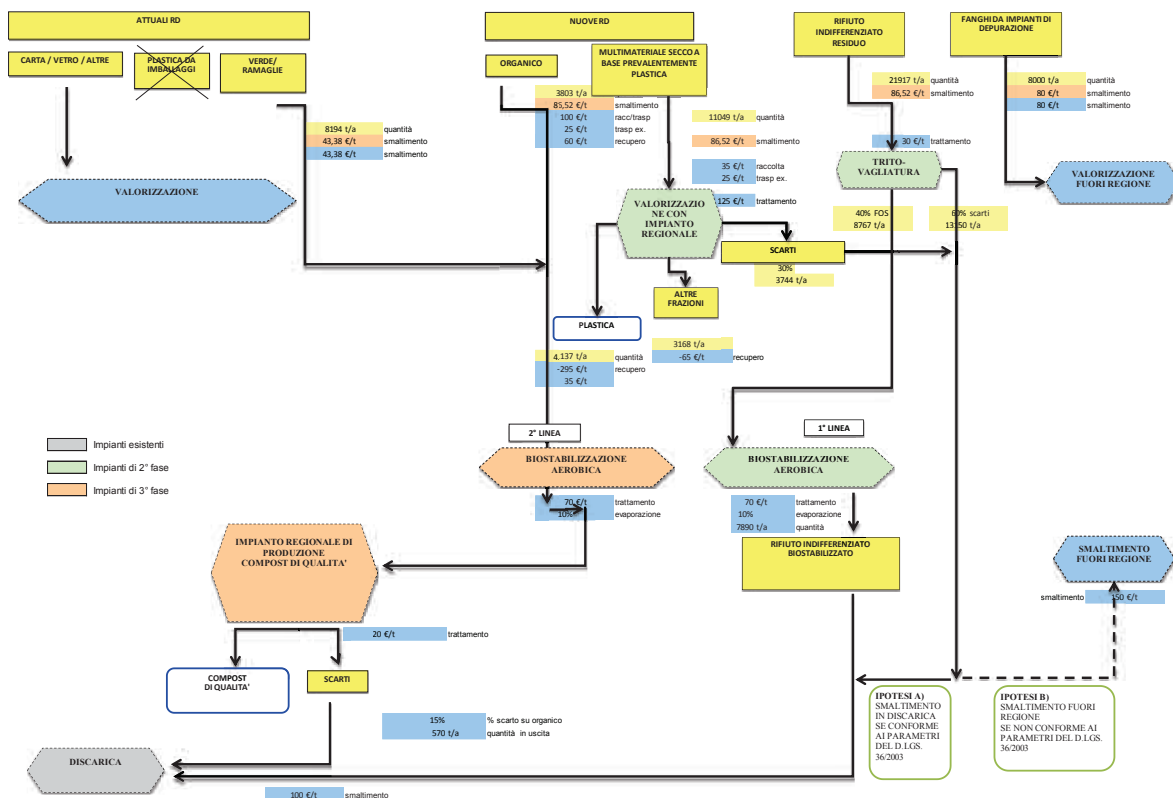 ATTUALI RD
CARTA / VETRO / ALTRE
PLASTICA DA
IMBALLAGGI
VERDE/
RAMAGLIE
8194 t/a quantità
43,38 €/t smaltimento
43,38 €/t smaltimento
VALORIZZAZIONE
NUOVE RD
ORGANICO
MULTIMATERIALE SECCO A
BASE PREVALENTEMENTE
PLASTICA
3803 t/a
85,52 €/t smaltimento
100 €/t racc/trasp
25 €/t trasp ex.
60 €/t recupero
11049 t/a quantità
86,52 €/t smaltimento
35 €/t raccolta
25 €/t trasp ex.
125 €/t trattamento
VALORIZZAZIO
NE CON
IMPIANTO
REGIONALE
SCARTI
30%
3744 t/a
ALTRE
FRAZIONI
PLASTICA
3168 t/a
-65 €/t recupero
4.137 t/a quantità
-295 €/t recupero
35 €/t
RIFIUTO
INDIFFERENZIATO
RESIDUO
21917 t/a quantità
86,52 €/t smaltimento
30 €/t trattamento
TRITO-
VAGLIATURA
40% FOS
8767 t/a
60% scarti
13150 t/a
FANGHI DA IMPIANTI DI
DEPURAZIONE
8000 t/a quantità
80 €/t smaltimento
80 €/t smaltimento
VALORIZZAZIONE
FUORI REGIONE
Impianti esistenti
Impianti di 2° fase
Impianti di 3° fase
2° LINEA
BIOSTABILIZZAZIONE
AEROBICA
70 €/t trattamento
10% evaporazione
1° LINEA
BIOSTABILIZZAZIONE
AEROBICA
70 €/t trattamento
10% evaporazione
7890 t/a quantità
RIFIUTO INDIFFERENZIATO
BIOSTABILIZZATO
IMPIANTO REGIONALE DI
PRODUZIONE
COMPOST DI QUALITA'
20 €/t trattamento
COMPOST
DI QUALITA'
SCARTI
15% % scarto su organico
570 t/a quantità in uscita
DISCARICA
100 €/t smaltimento
SMALTIMENTO
FUORI REGIONE
smaltimento 150 €/t
IPOTESI A)
SMALTIMENTO
IN DISCARICA
SE CONFORME
AI PARAMETRI
DEL D.LGS.
36/2003
IPOTESI B)
SMALTIMENTO FUORI
REGIONE
SE NON CONFORME AI
PARAMETRI DEL D.LGS.
36/2003